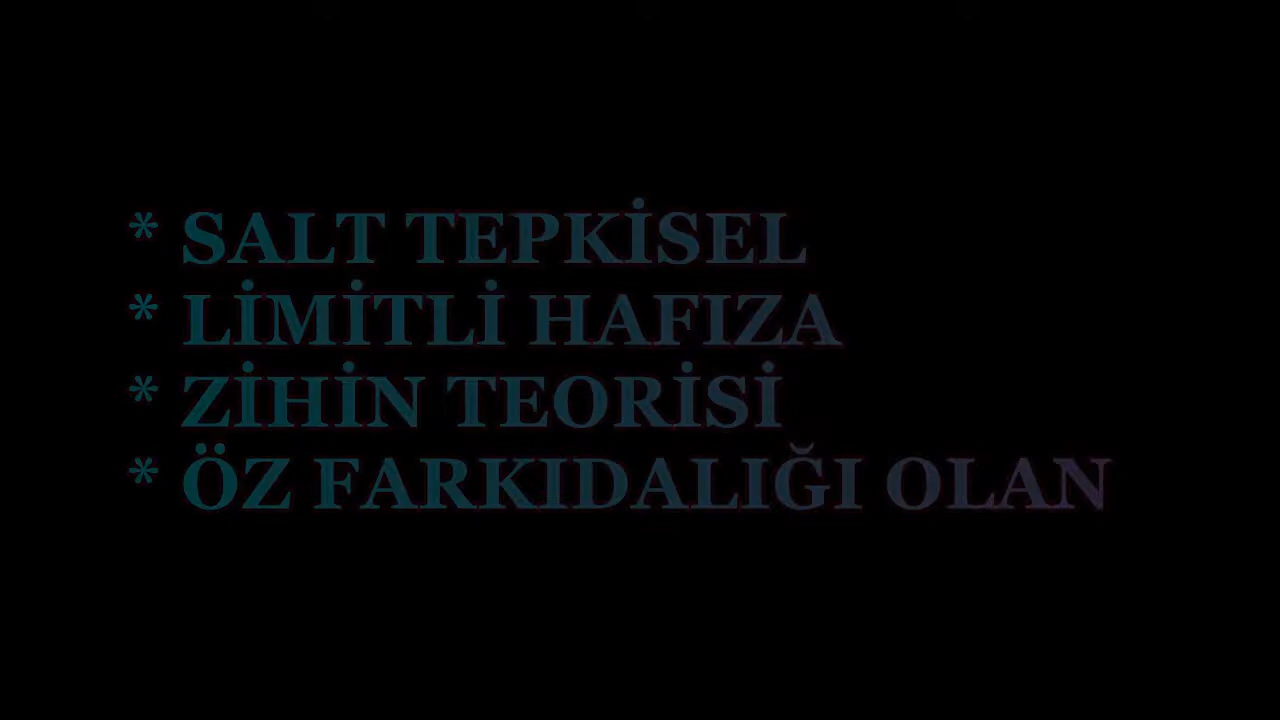 * SALT TEPKİSEL
* LİMİTLİ HAFIZA
* ZİHİN TEORİSİ
* ÖZ FARKIDALIĞI OLAN